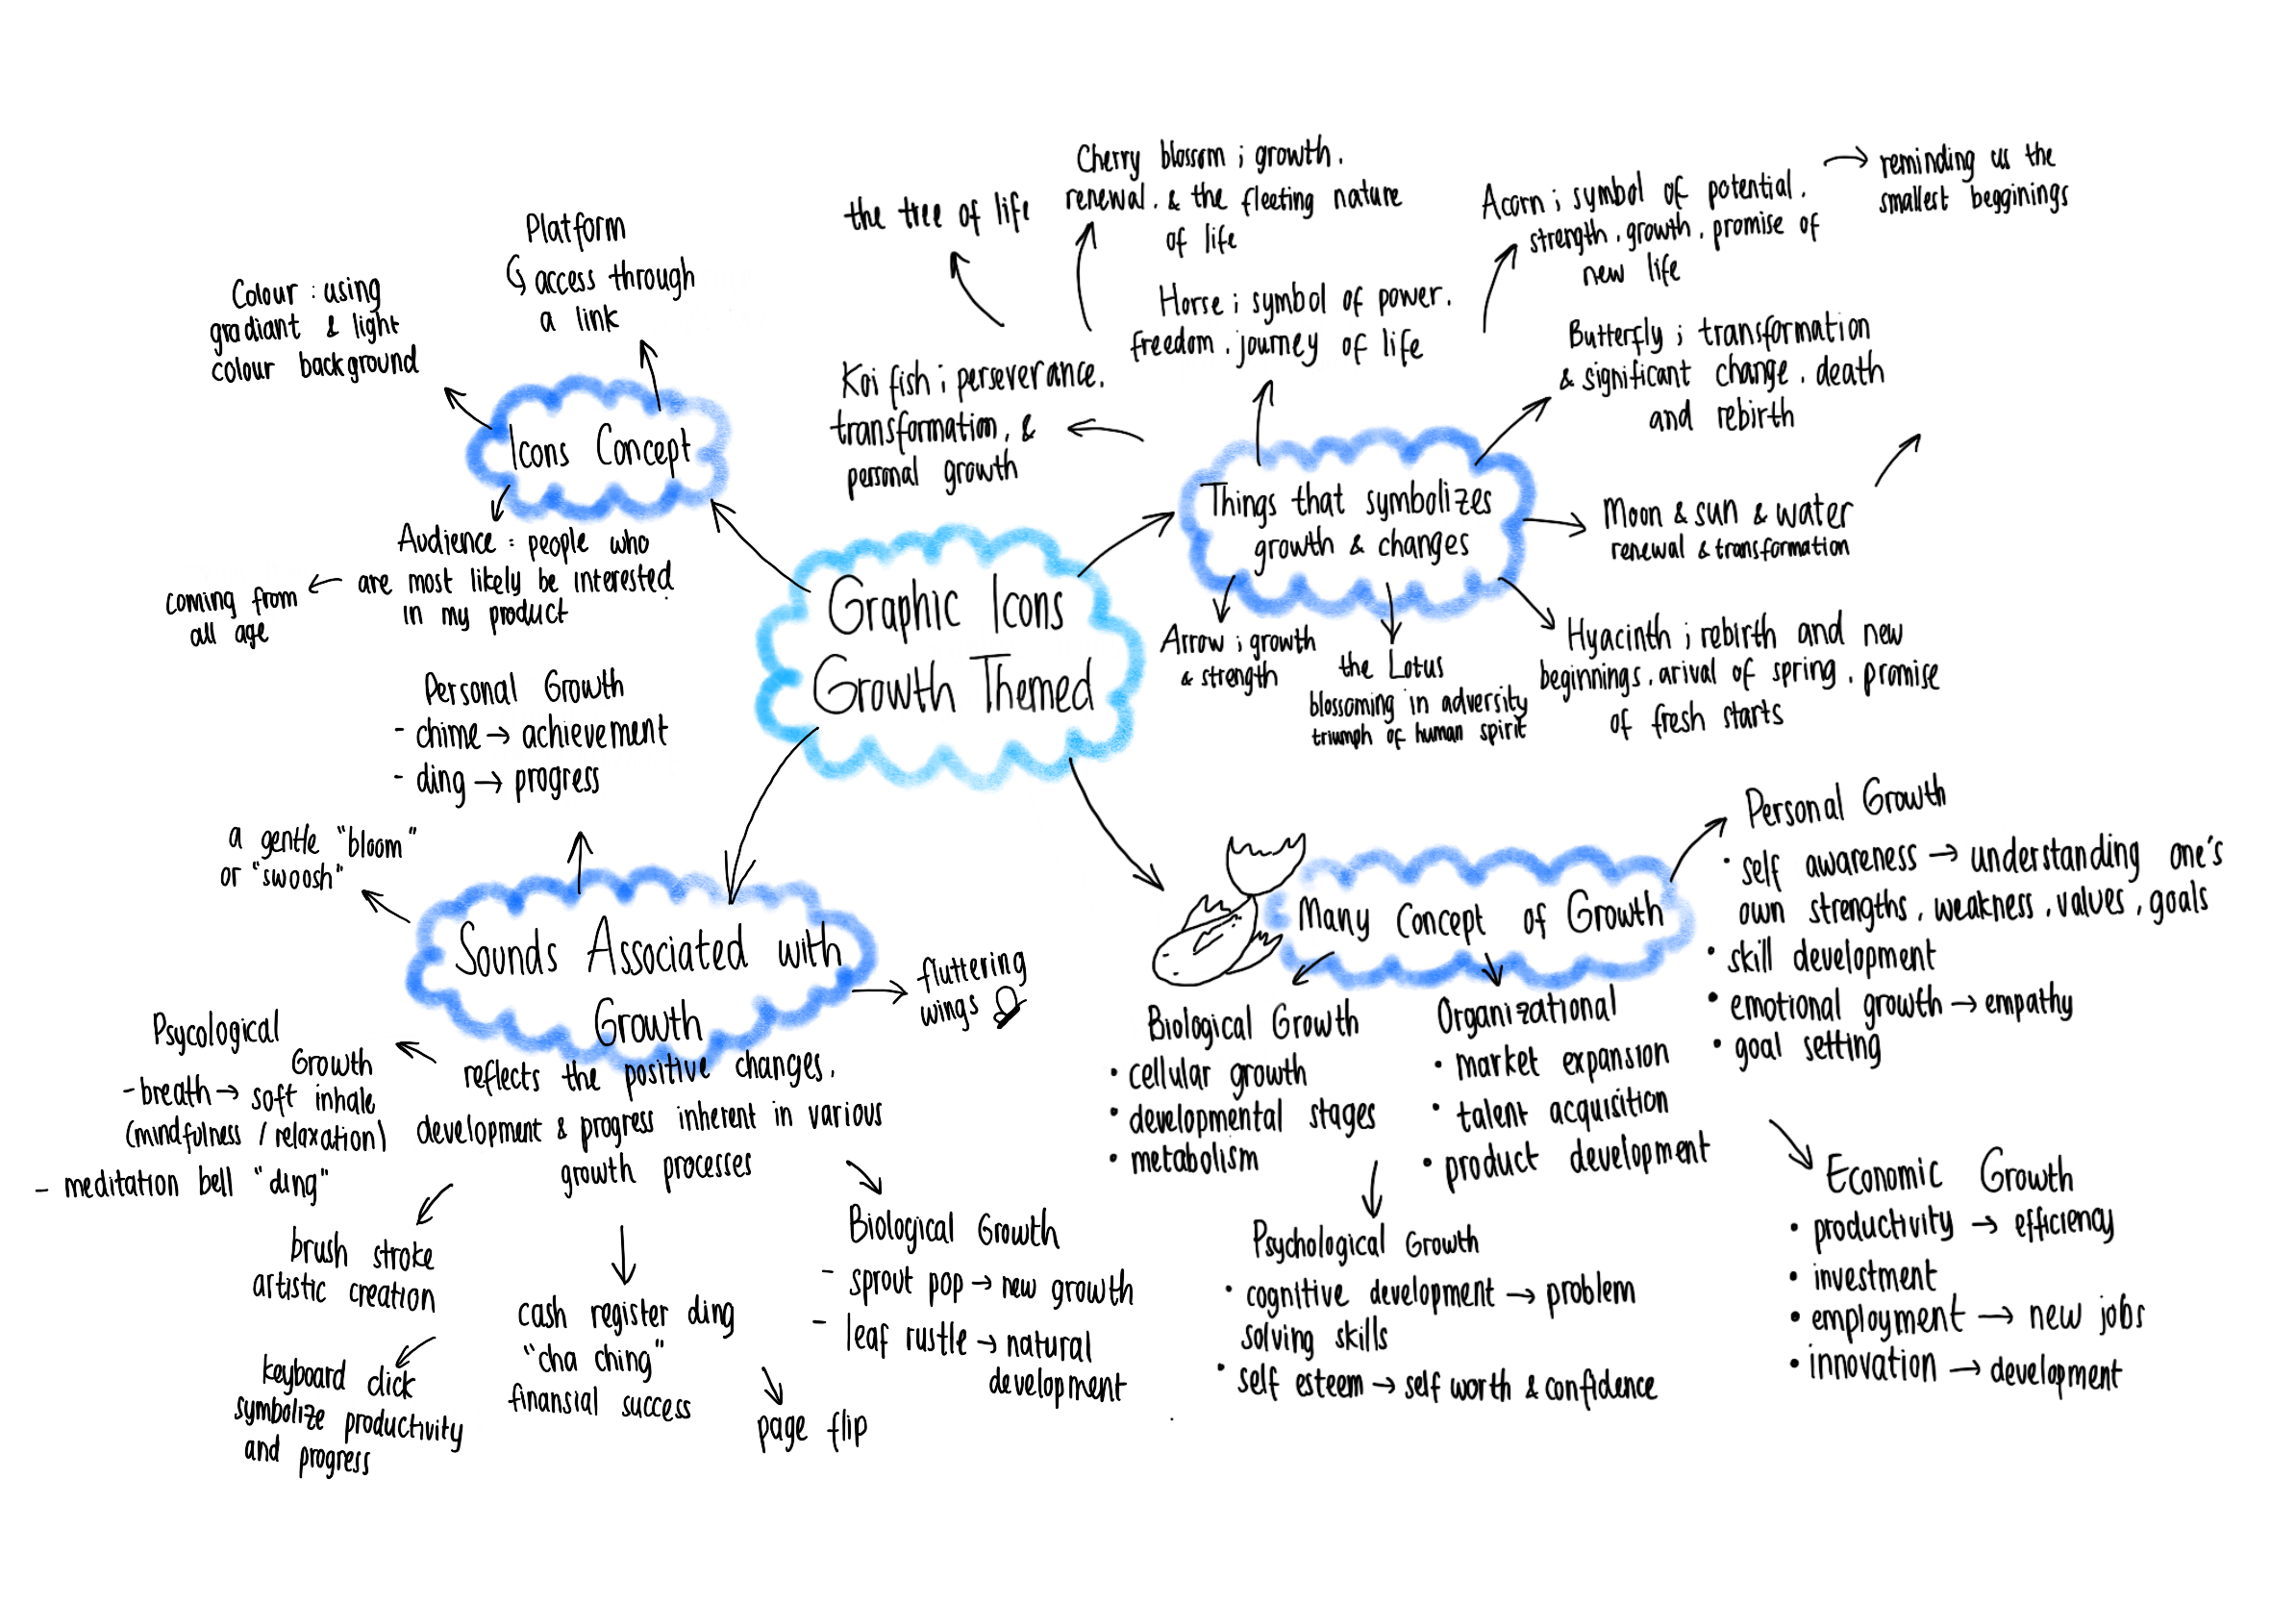 Graphic Icons
Growth Themed
Icons Concept
Colour : using
gradiant & light
colour background
Platform
access through
a link
Audience : people who
are most likely be interested
in my product
coming from
all age
Things that symbolizes
growth & changes
the tree of life
Cherry blossom ; growth.
renewal. & the fleeting nature
of life
Horse ; symbol of power.
freedom. journey of life
Koi fish ; perseverance.
transformation. &
personal growth
Acorn ; symbol of potential.
strength. growth. promise of
new life
reminding us the
smallest begginings
Butterfly ; transformation
& significant change. death
and rebirth
Moon & sun & water
renewal & transformation
Hyacinth ; rebirth and new
beginnings. arival of spring. promise
of fresh starts
the Lotus
blossoming in adversity
triumph of human spirit
Arrow ; growth
& strength
Sounds Associated with
Growth
reflects the positive changes.
development & progress inherent in various
growth processes
Personal Growth
- chime → achievement
- ding → progress
a gentle "bloom"
or "swoosh"
fluttering
wings
Psycological
Growth
- breath → soft inhale
(mindfulness / relaxation)
- meditation bell "ding"
brush stroke
artistic creation
keyboard click
symbolize productivity
and progress
cash register ding
"cha ching"
finansial success
page flip
Biological Growth
- sprout pop → new growth
- leaf rustle → natural
development
Many Concept of Growth
Biological Growth
• cellular growth
• developmental stages
• metabolism
Organizational
• market expansion
• talent acquisition
• product development
Personal Growth
• self awareness → understanding one's
own strengths. weakness. values. goals
• skill development
• emotional growth → empathy
• goal setting
Psychological Growth
• cognitive development → problem
solving skills
• self esteem → self worth & confidence
Economic Growth
• productivity → efficiency
• investment
• employment → new jobs
• innovation → development